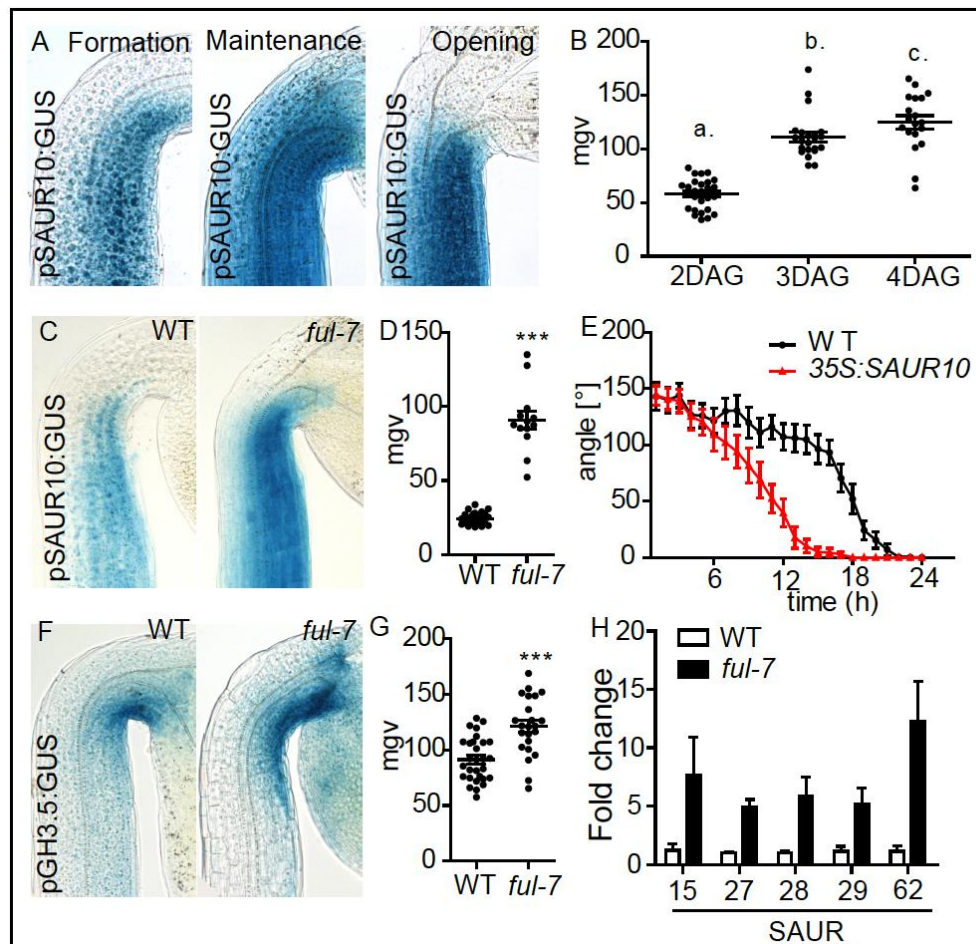 A Formation Maintenance Opening
pSAUR10:GUS
pSAUR10:GUS
pSAUR10:GUS
B
200
150
100
50
0
mgv
a.
b.
c.
2DAG 3DAG 4DAG
C WT ful-7
pSAUR10:GUS
D
150
100
50
0
mgv
***
WT ful-7
E
200
150
100
50
0
angle [°]
W T
35S:SAUR10
6 12 18 24
time (h)
F WT ful-7
pGH3.5:GUS
G
200
150
100
50
0
mgv
***
WT ful-7
H
20
15
10
5
0
Fold change
WT
ful-7
15 27 28 29 62
SAUR